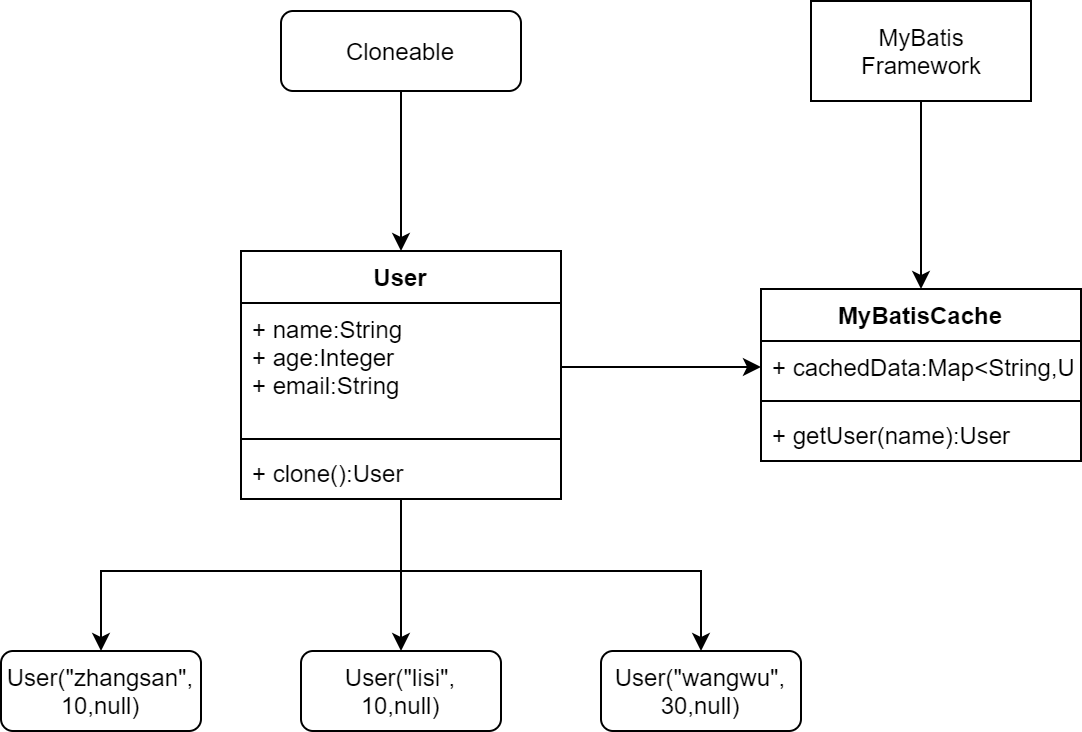 Cloneable
MyBatis
Framework
User
+ name:String
+ age:Integer
+ email:String
+ clone():User
MyBatisCache
+ cachedData:Map<String,U
+ getUser(name):User
User("zhangsan",
10,null)
User("lisi",
10,null)
User("wangwu",
30,null)